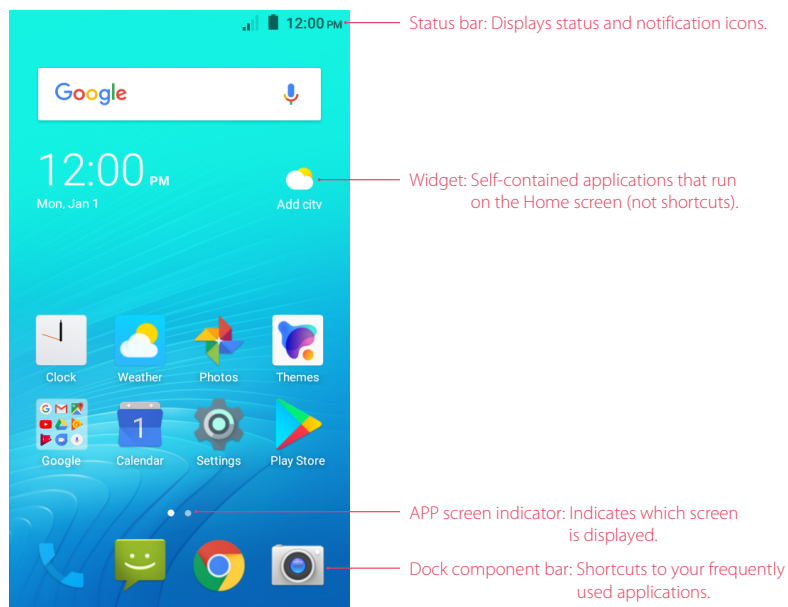 12:00 PM
Status bar: Displays status and notification icons.
Google
12:00 PM
Mon, Jan 1
Add city
Widget: Self-contained applications that run
on the Home screen (not shortcuts).
Clock Weather Photos Themes
1
Google Calendar Settings Play Store
APP screen indicator: Indicates which screen
is displayed.
Dock component bar: Shortcuts to your frequently
used applications.